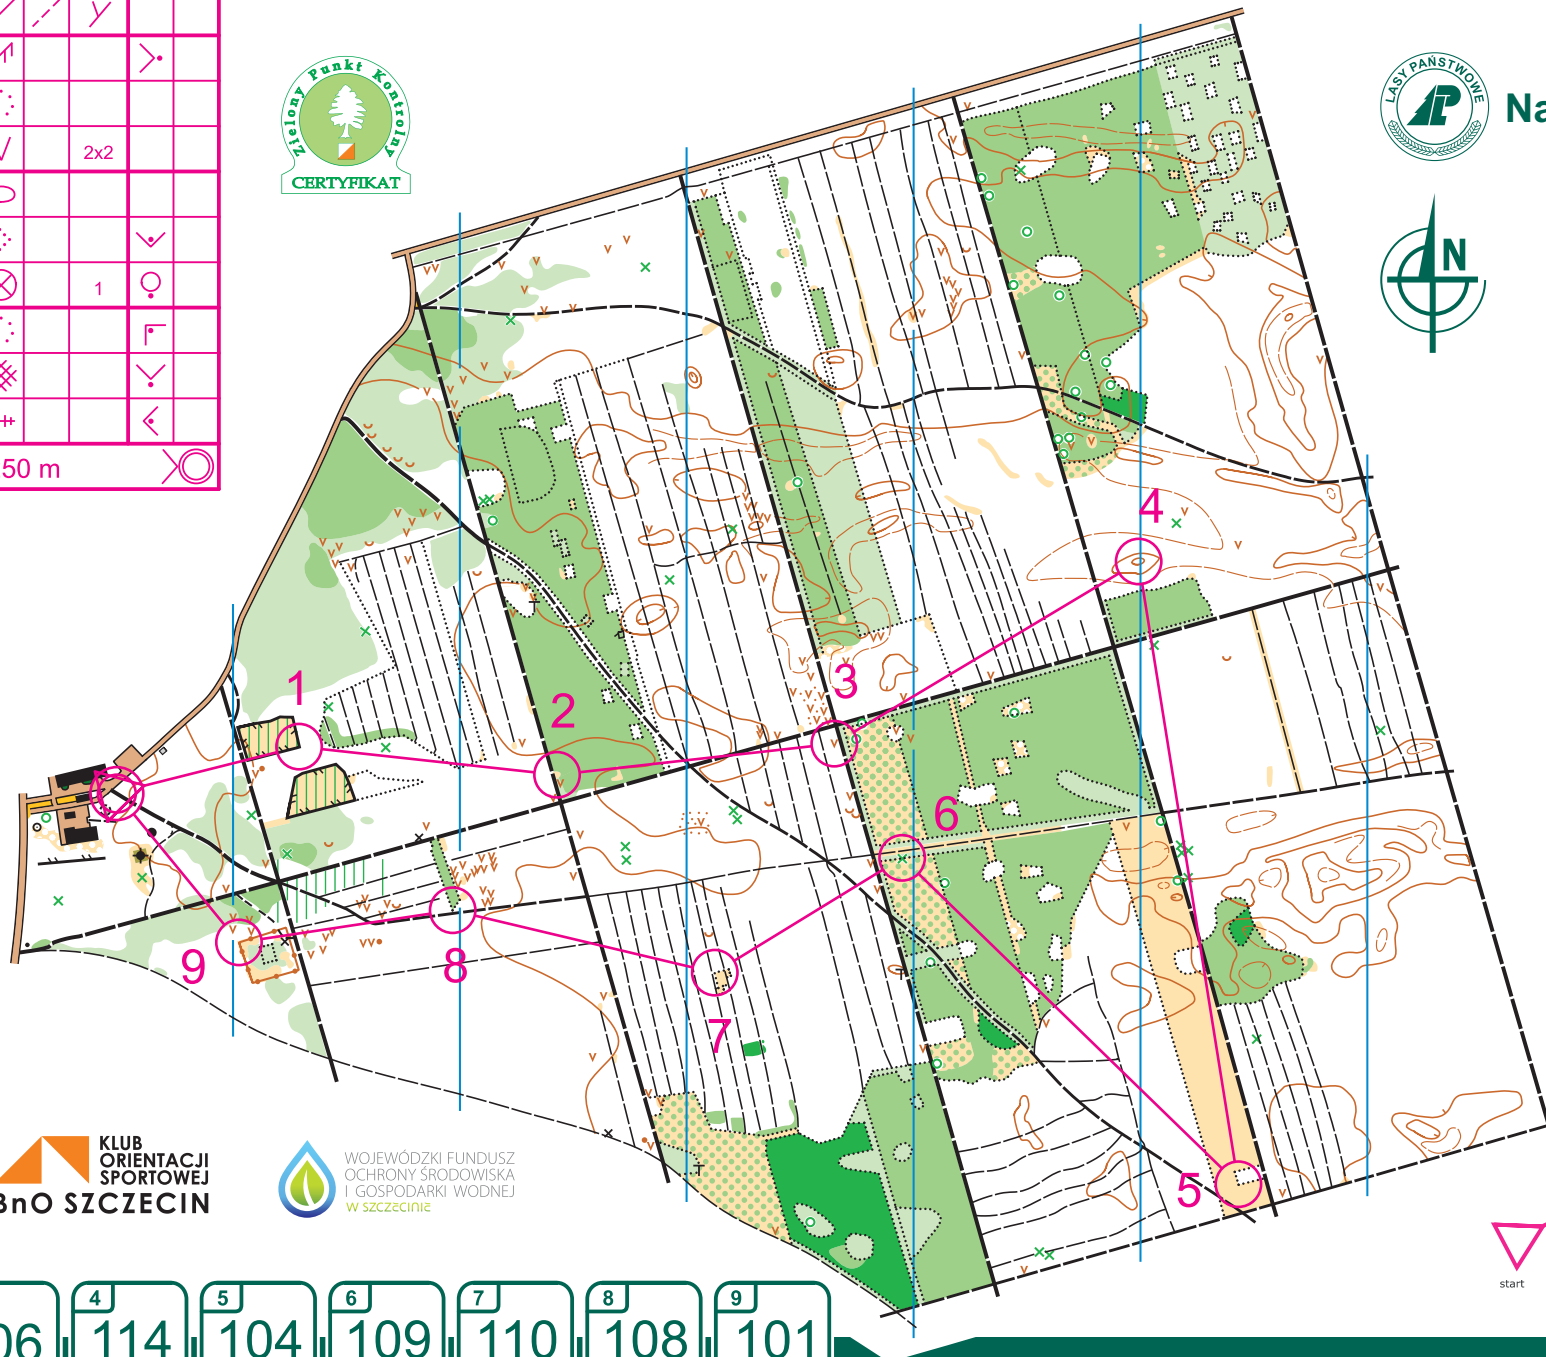 2x2
1
50 m
Zielony Punkt Kontrolny
CERTYFIKAT
LASY PAŃSTWOWE
LP
Na
N
1
2
3
4
5
6
7
8
9
KLUB
ORIENTACJI
SPORTOWEJ
BnO SZCZECIN
WOJEWÓDZKI FUNDUSZ
OCHRONY ŚRODOWISKA
I GOSPODARKI WODNEJ
W SZCZECINIE
start
4
5
6
7
8
9
06
114
104
109
110
108
101